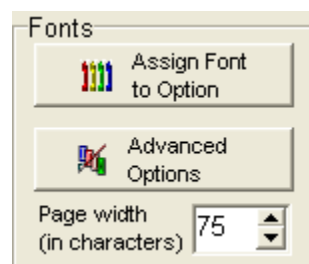 Fonts
Assign Font
to Option
Advanced
Options
Page width
(in characters) 75